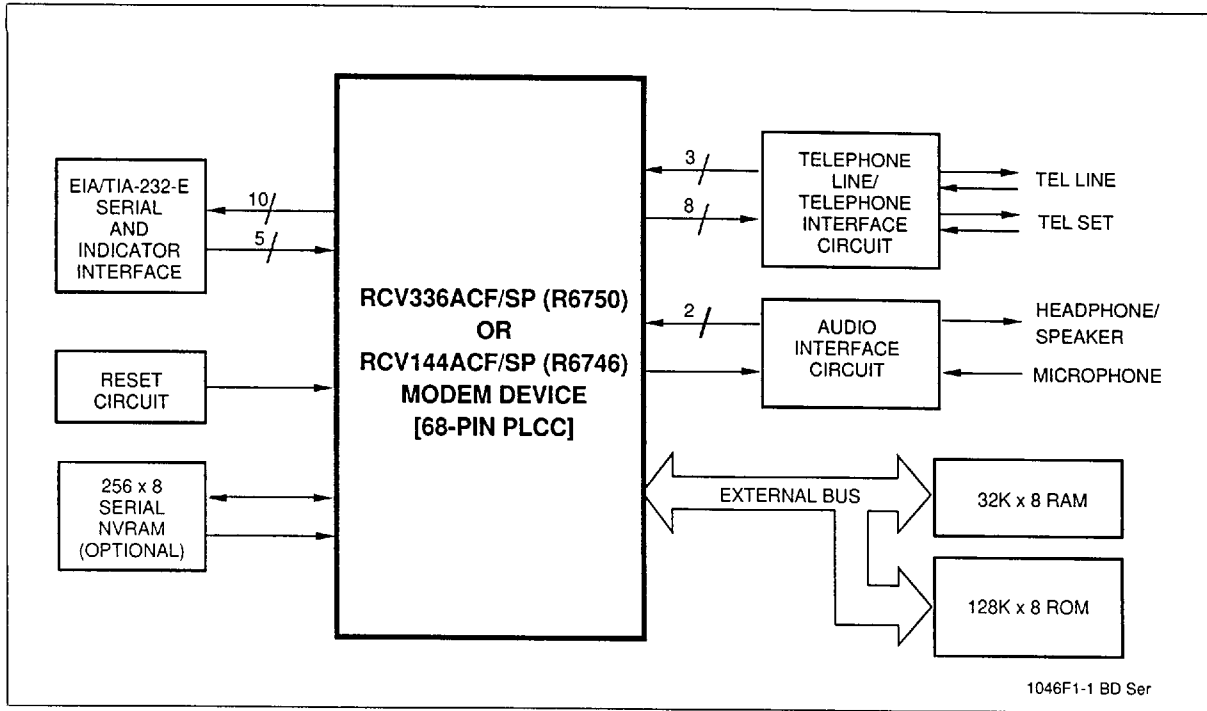 EIA/TIA-232-E
SERIAL
AND
INDICATOR
INTERFACE
10
5
RESET
CIRCUIT
256 x 8
SERIAL
NVRAM
(OPTIONAL)
RCV336ACF/SP (R6750)
OR
RCV144ACF/SP (R6746)
MODEM DEVICE
[68-PIN PLCC]
3
8
TELEPHONE
LINE/
TELEPHONE
INTERFACE
CIRCUIT
TEL LINE
TEL SET
2
AUDIO
INTERFACE
CIRCUIT
HEADPHONE/
SPEAKER
MICROPHONE
EXTERNAL BUS
32K x 8 RAM
128K x 8 ROM
1046F1-1 BD Ser